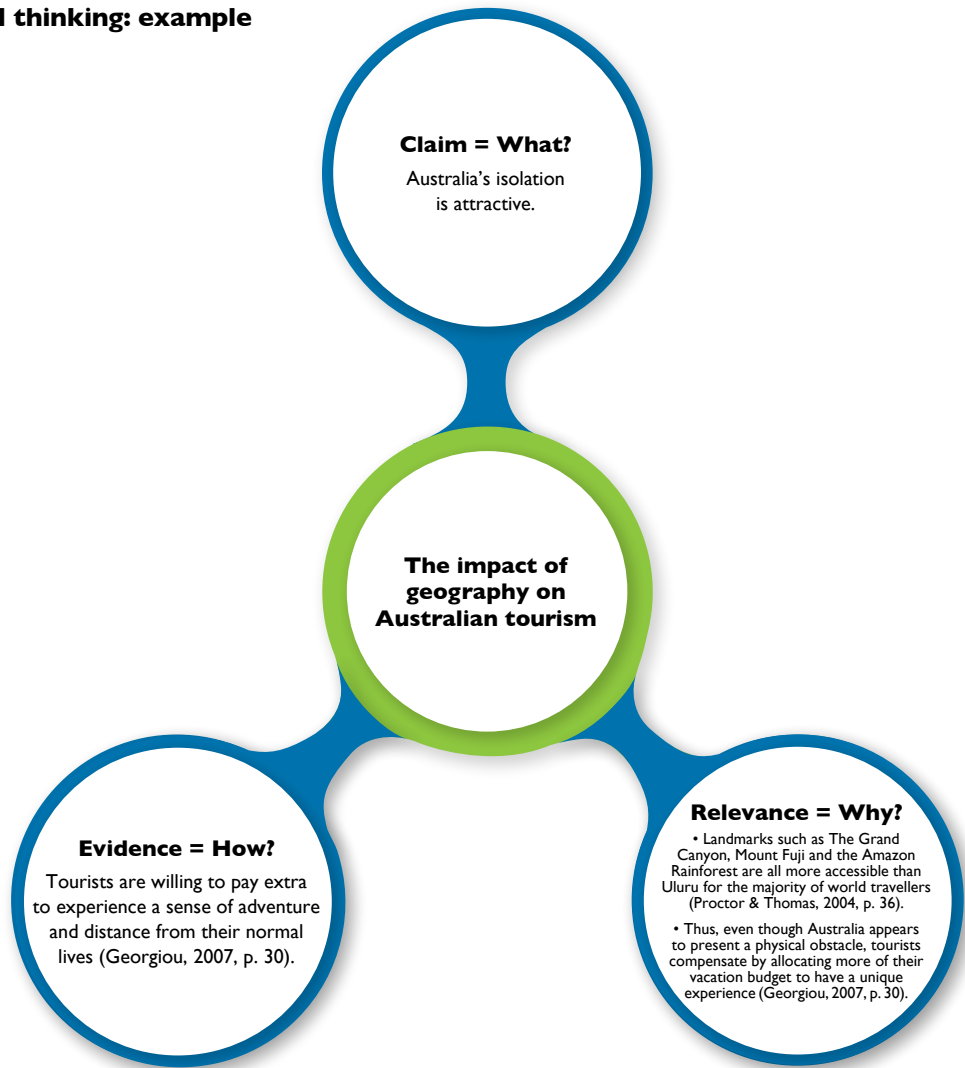 l thinking: example
Claim = What?
Australia's isolation
is attractive.
The impact of
geography on
Australian tourism
Evidence = How?
Tourists are willing to pay extra
to experience a sense of adventure
and distance from their normal
lives (Georgiou, 2007, p. 30).
Relevance = Why?
• Landmarks such as The Grand
Canyon, Mount Fuji and the Amazon
Rainforest are all more accessible than
Uluru for the majority of world travellers
(Proctor & Thomas, 2004, p. 36).
• Thus, even though Australia appears
to present a physical obstacle, tourists
compensate by allocating more of their
vacation budget to have a unique
experience (Georgiou, 2007, p. 30).